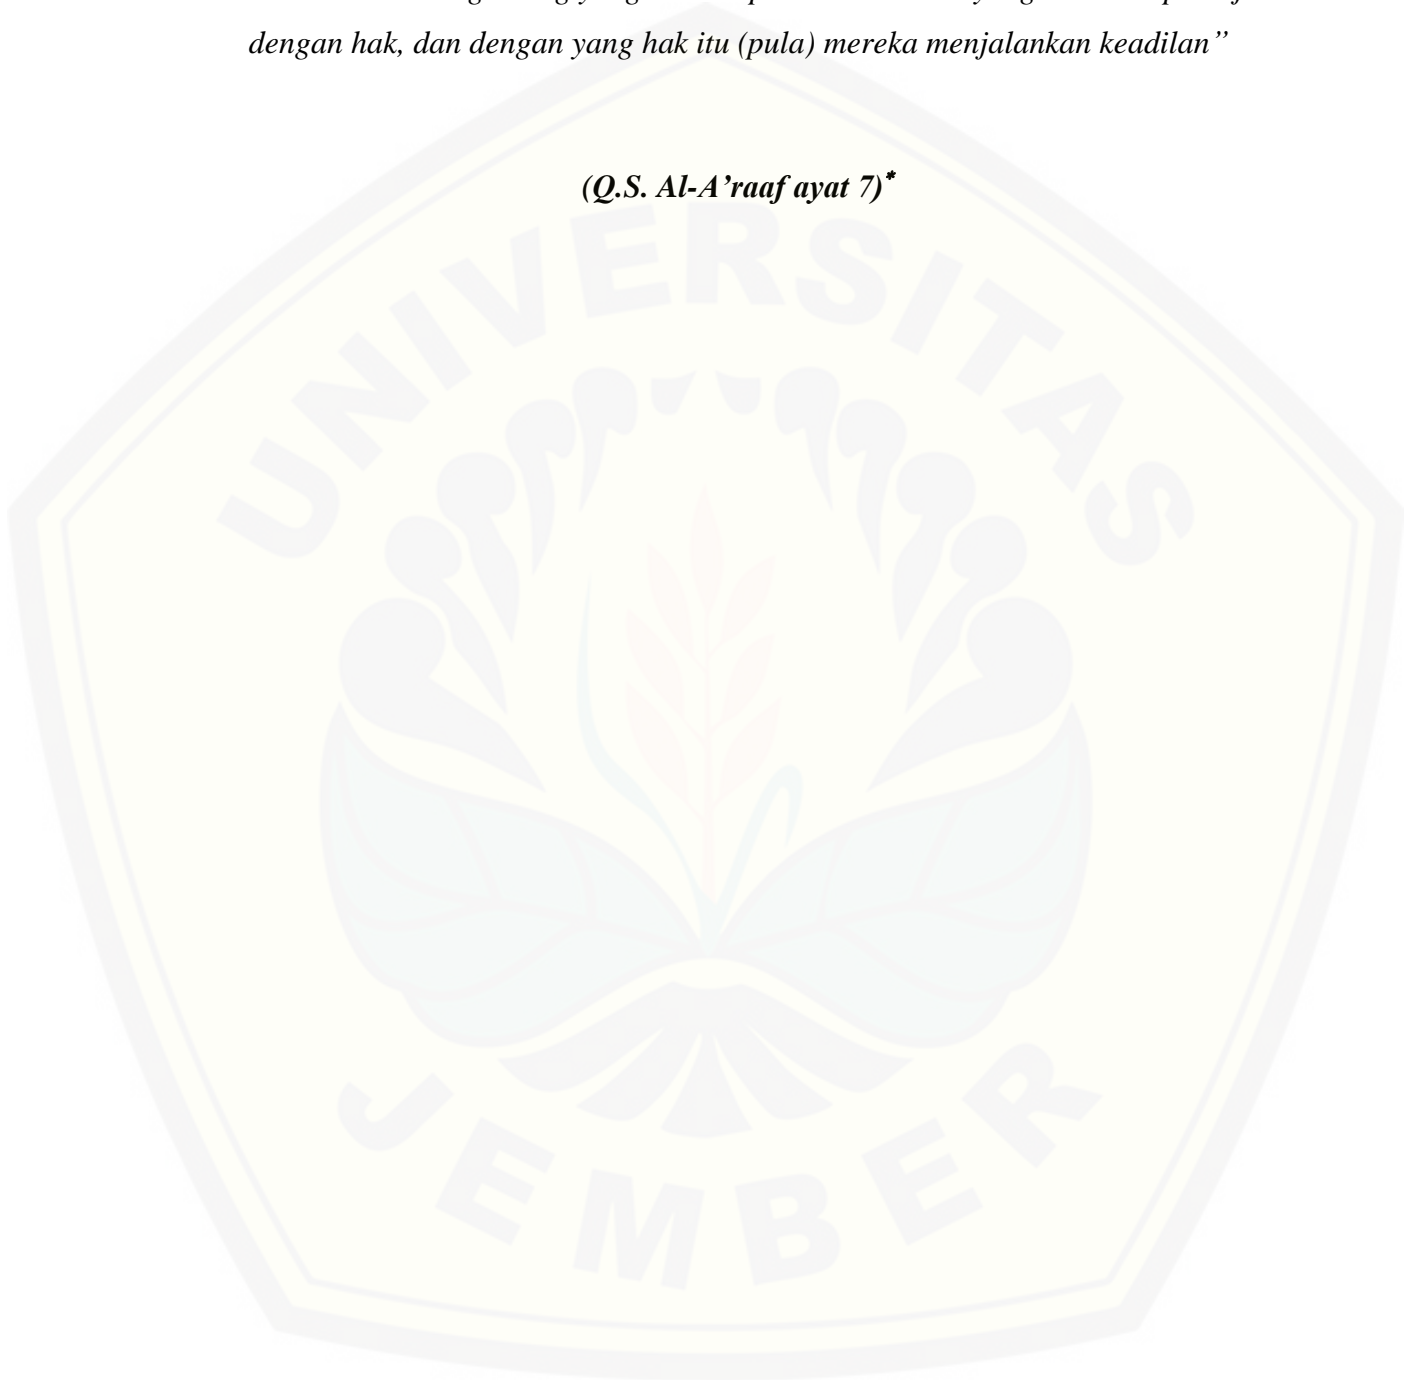 dengan hak, dan dengan yang hak itu (pula) mereka menjalankan keadilan”
(Q.S. Al-A’raaf ayat 7)*
UNIVERSITAS
JEMBER